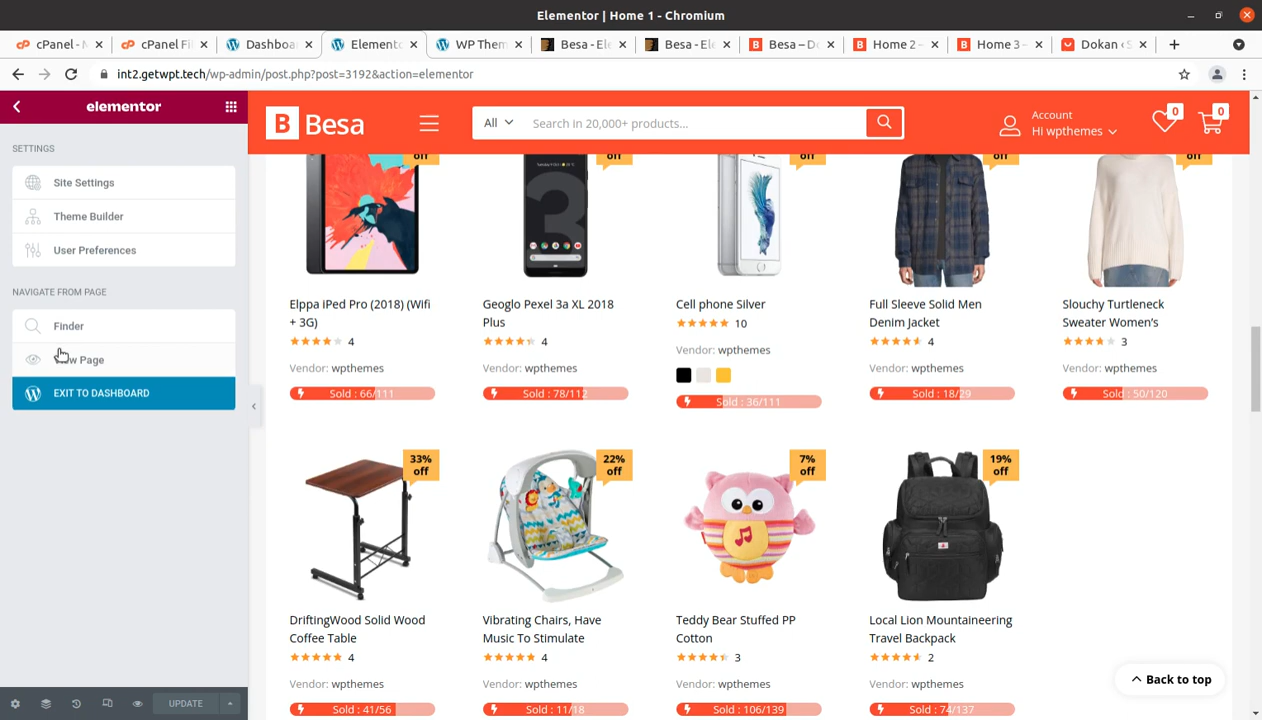 Elementor | Home 1 - Chromium
cPanel - M
cPanel Fi
Dashboa
Element
WP Them
Besa - El
Besa - El
Besa – D
Home 2 –
Home 3 –
Dokan ‹ S
int2.getwpt.tech/wp-admin/post.php?post=3192&action=elementor
elementor
SETTINGS
Site Settings
Theme Builder
User Preferences
NAVIGATE FROM PAGE
Finder
Page
EXIT TO DASHBOARD
UPDATE
B Besa
All
Search in 20,000+ products...
Account
HI wpthemes
0
0
off
off
off
off
off
Elppa iPed Pro (2018) (Wifi
+ 3G)
4
Vendor: wpthemes
Sold : 66/111
Geoglo Pexel 3a XL 2018
Plus
4
Vendor: wpthemes
Sold : 78/112
Cell phone Silver
10
Vendor: wpthemes
Sold : 36/111
Full Sleeve Solid Men
Denim Jacket
4
Vendor: wpthemes
Sold : 18/29
Slouchy Turtleneck
Sweater Women's
3
Vendor: wpthemes
Sold : 50/120
33%
off
DriftingWood Solid Wood
Coffee Table
4
Vendor: wpthemes
Sold : 41/56
22%
off
Vibrating Chairs, Have
Music To Stimulate
4
Vendor: wpthemes
Sold : 11/18
7%
off
Teddy Bear Stuffed PP
Cotton
3
Vendor: wpthemes
Sold : 106/139
19%
off
Local Lion Mountaineering
Travel Backpack
2
Vendor: wpthemes
Sold : 74/137
Back to top